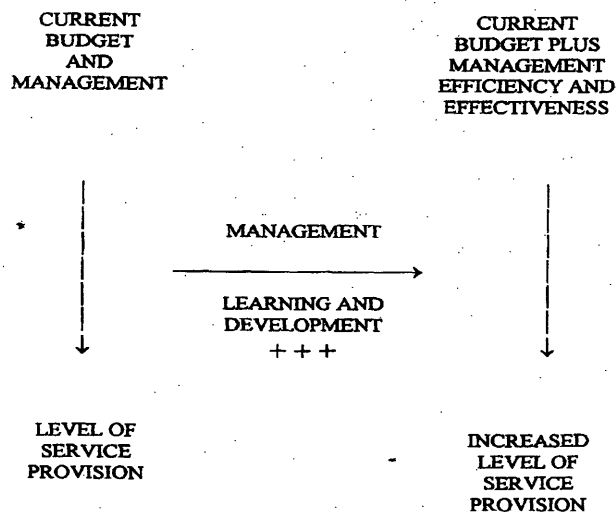 CURRENT
BUDGET
AND
MANAGEMENT
CURRENT
BUDGET PLUS
MANAGEMENT
EFFICIENCY AND
EFFECTIVENESS
MANAGEMENT
LEARNING AND
DEVELOPMENT
+ + +
LEVEL OF
SERVICE
PROVISION
INCREASED
LEVEL OF
SERVICE
PROVISION